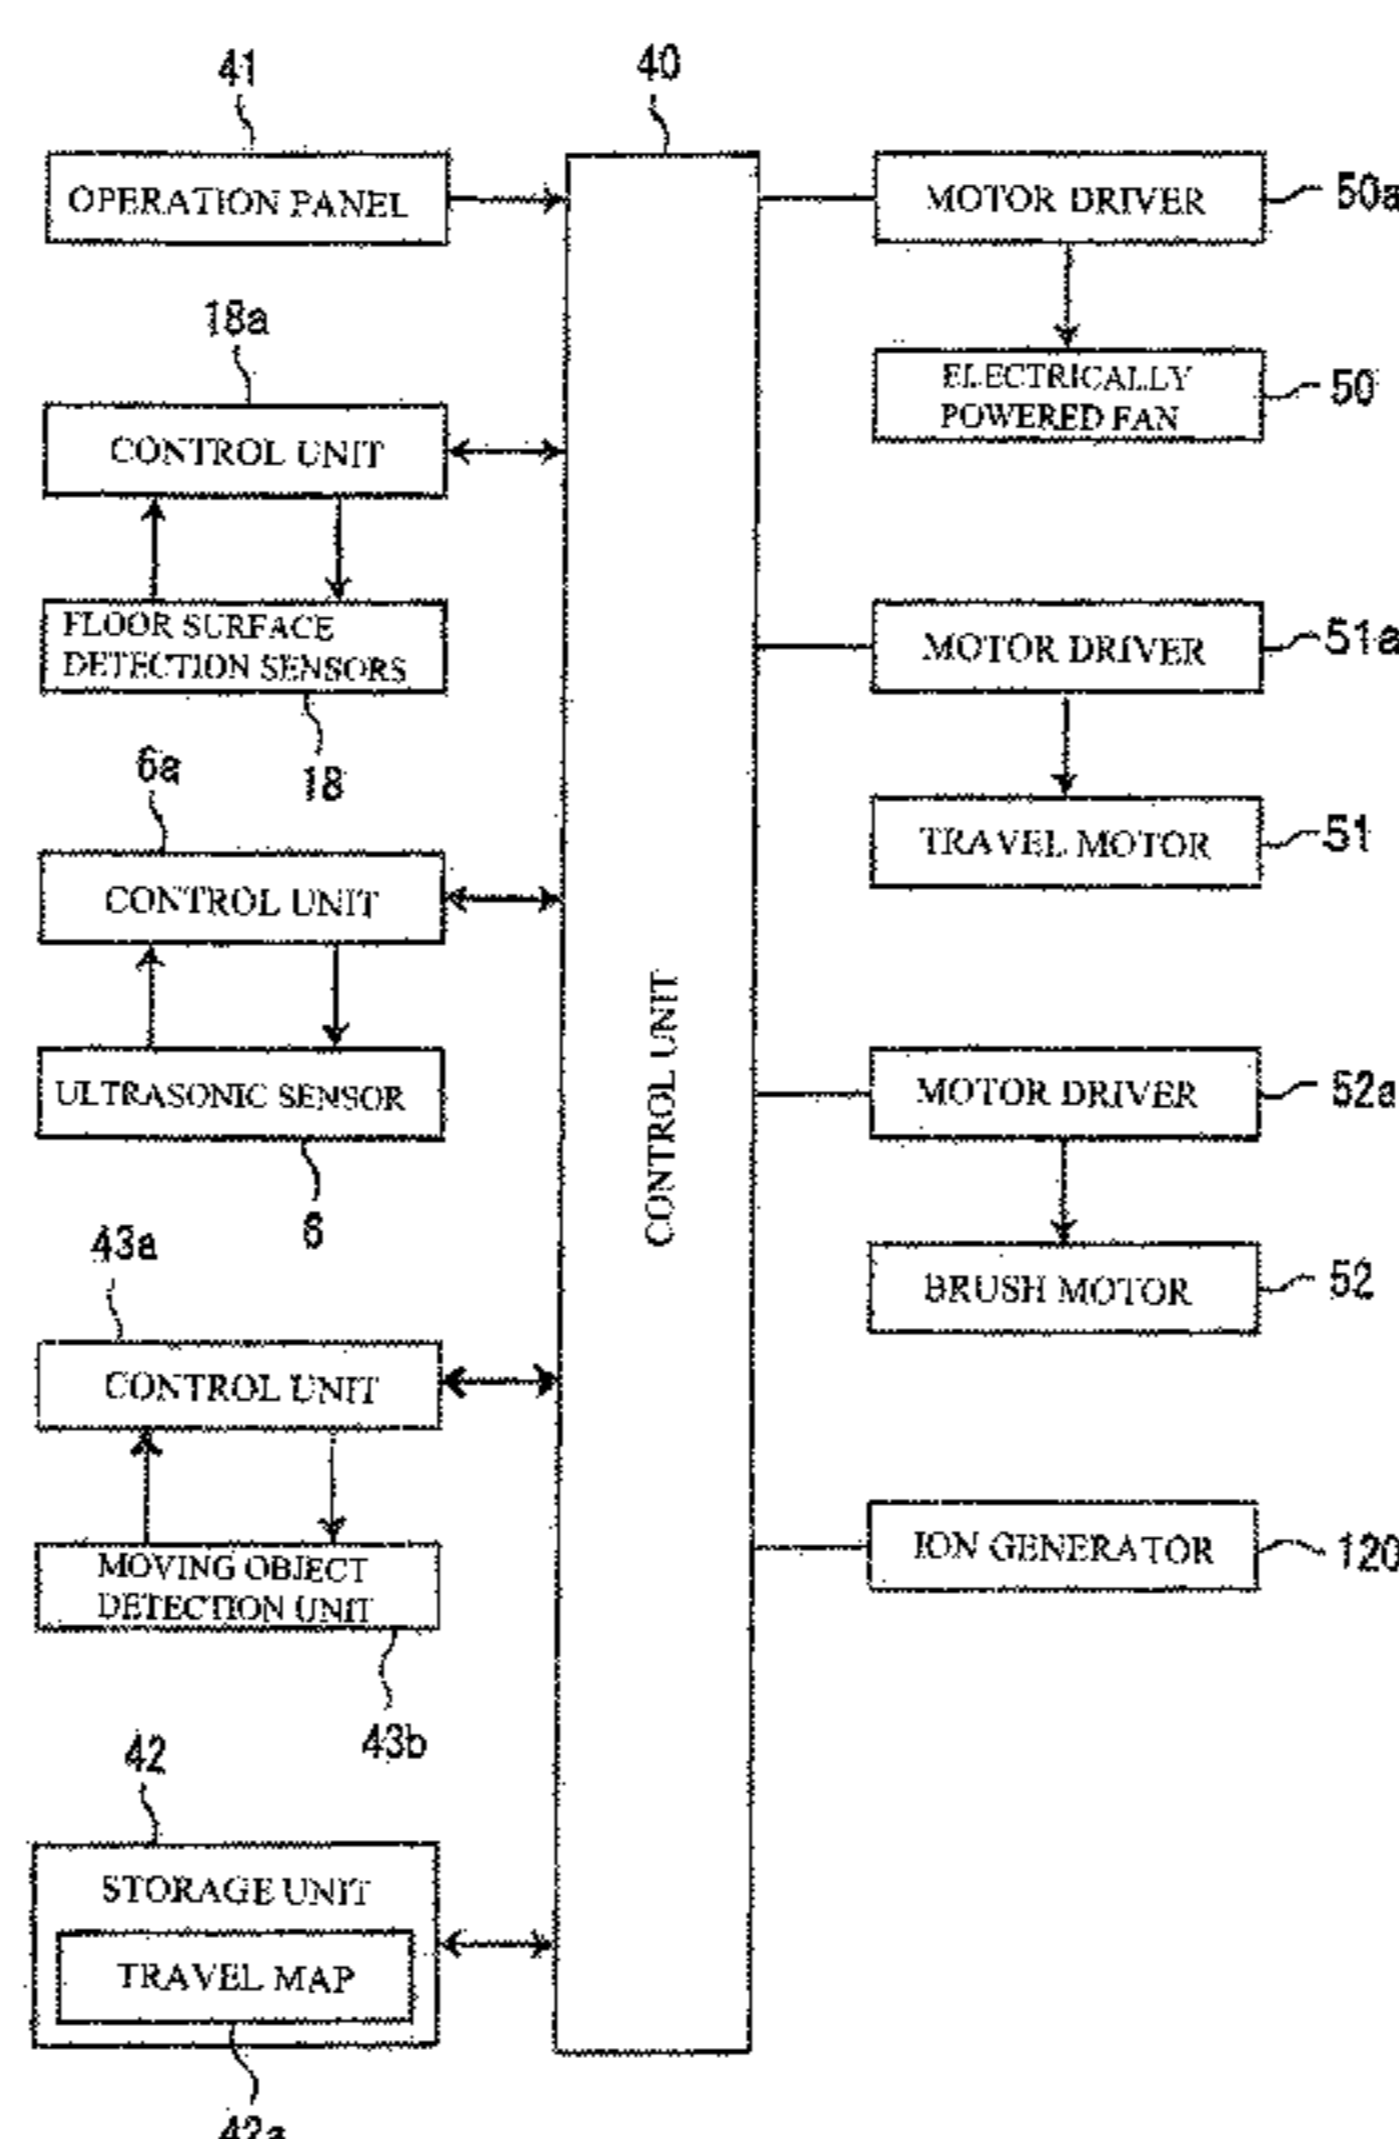 41
OPERATION PANEL
18a
CONTROL UNIT
FLOOR SURFACE
DETECTION SENSORS
18
6a
CONTROL UNIT
ULTRASONIC SENSOR
6
43a
CONTROL UNIT
MOVING OBJECT
DETECTION UNIT
43b
42
STORAGE UNIT
TRAVEL MAP
42a
40
CONTROL UNIT
MOTOR DRIVER
50a
ELECTRICALLY
POWERED FAN
50
MOTOR DRIVER
51a
TRAVEL MOTOR
51
MOTOR DRIVER
52a
BRUSH MOTOR
52
ION GENERATOR
120